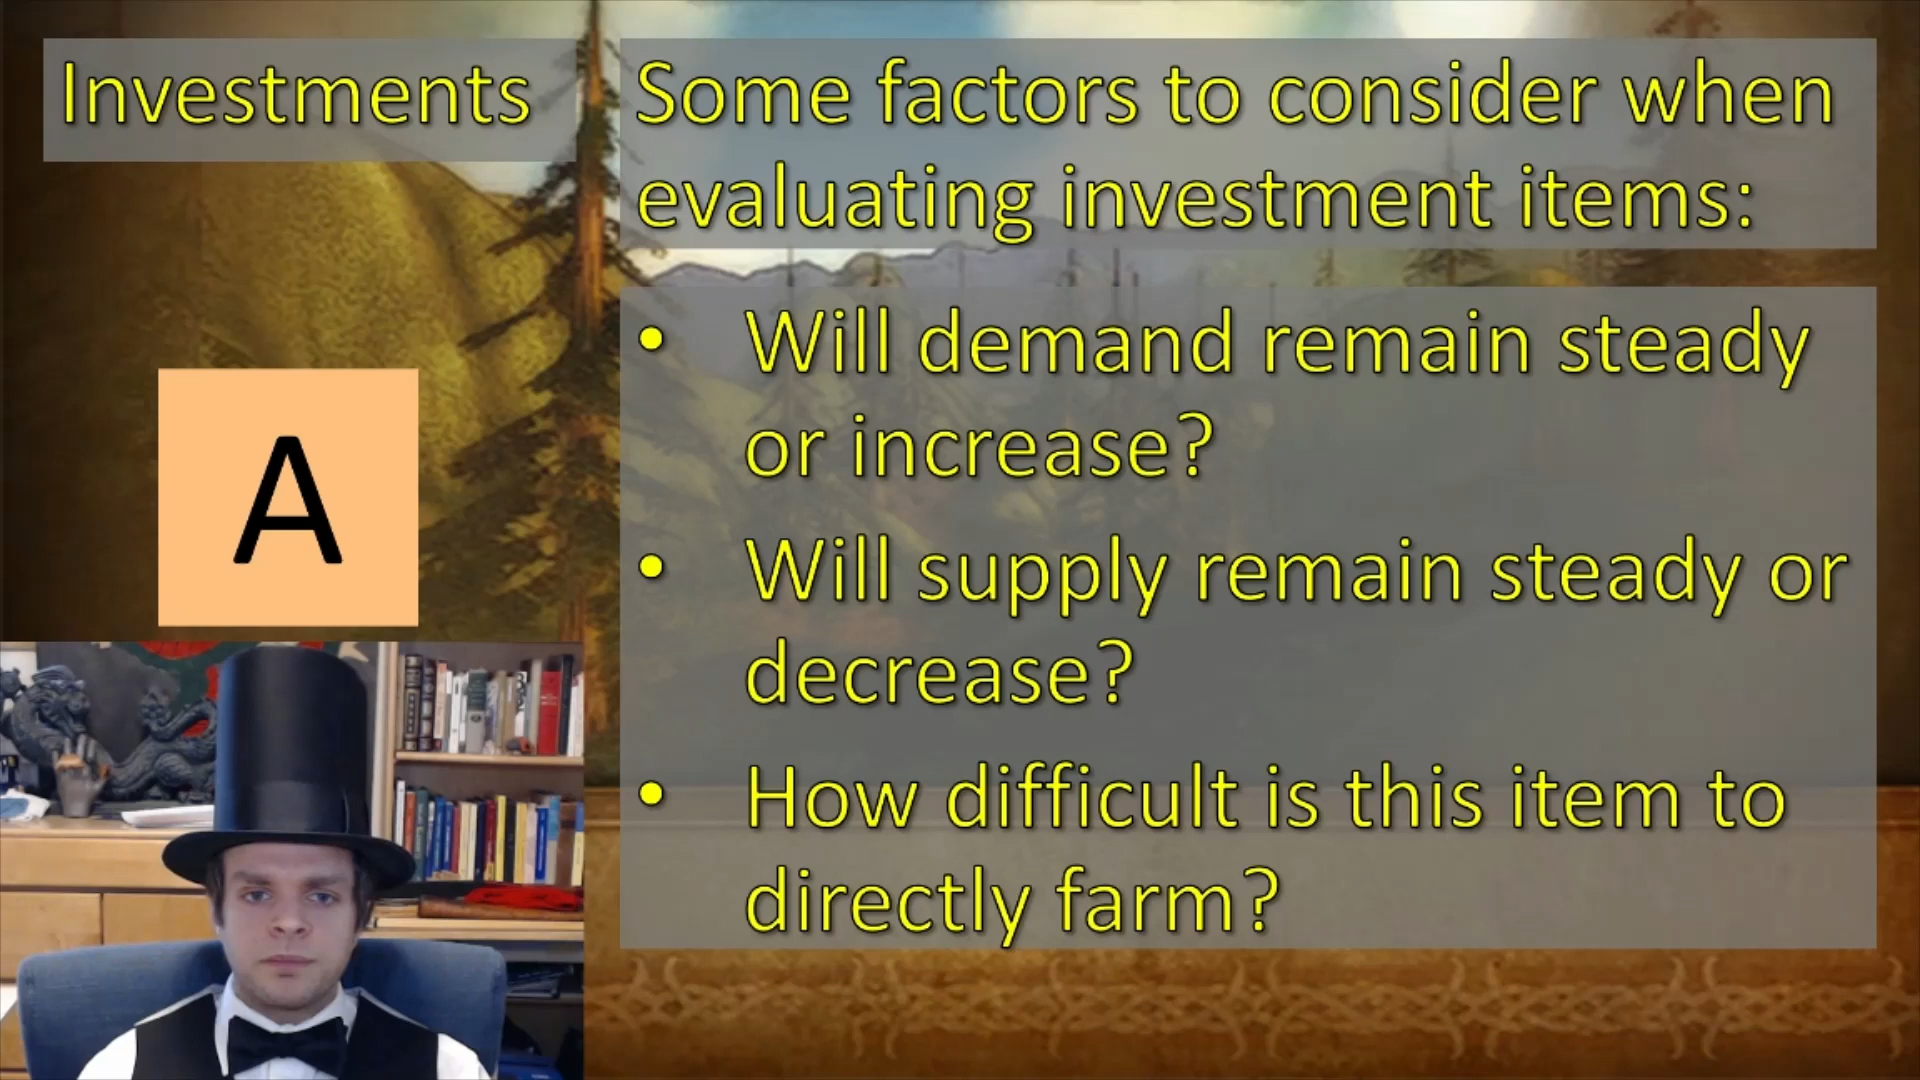 Investments
Some factors to consider when
evaluating investment items:
• Will demand remain steady
or increase?
• Will supply remain steady or
decrease?
• How difficult is this item to
directly farm?
A